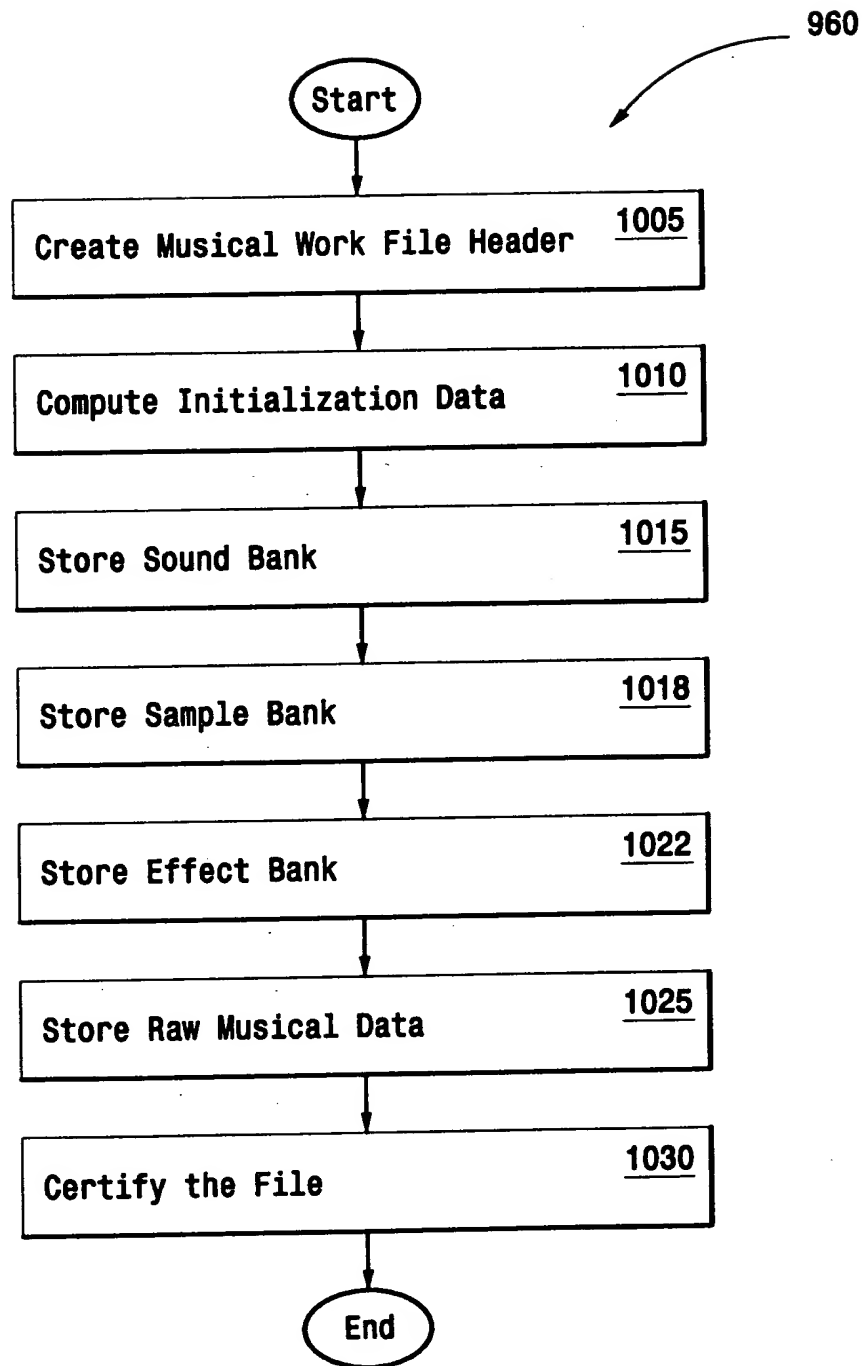 960
Start
Create Musical Work File Header 1005
Compute Initialization Data 1010
Store Sound Bank 1015
Store Sample Bank 1018
Store Effect Bank 1022
Store Raw Musical Data 1025
Certify the File 1030
End